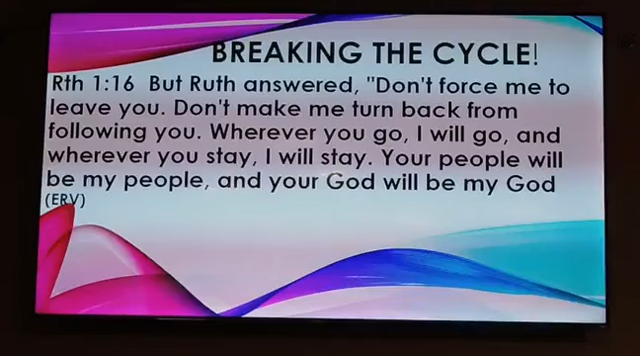 BREAKING THE CYCLE!
Rth 1:16 But Ruth answered, "Don't force me to
leave you. Don't make me turn back from
following you. Wherever you go, I will go, and
wherever you stay, I will stay. Your people will
be my people, and your God will be my God
(ERV)